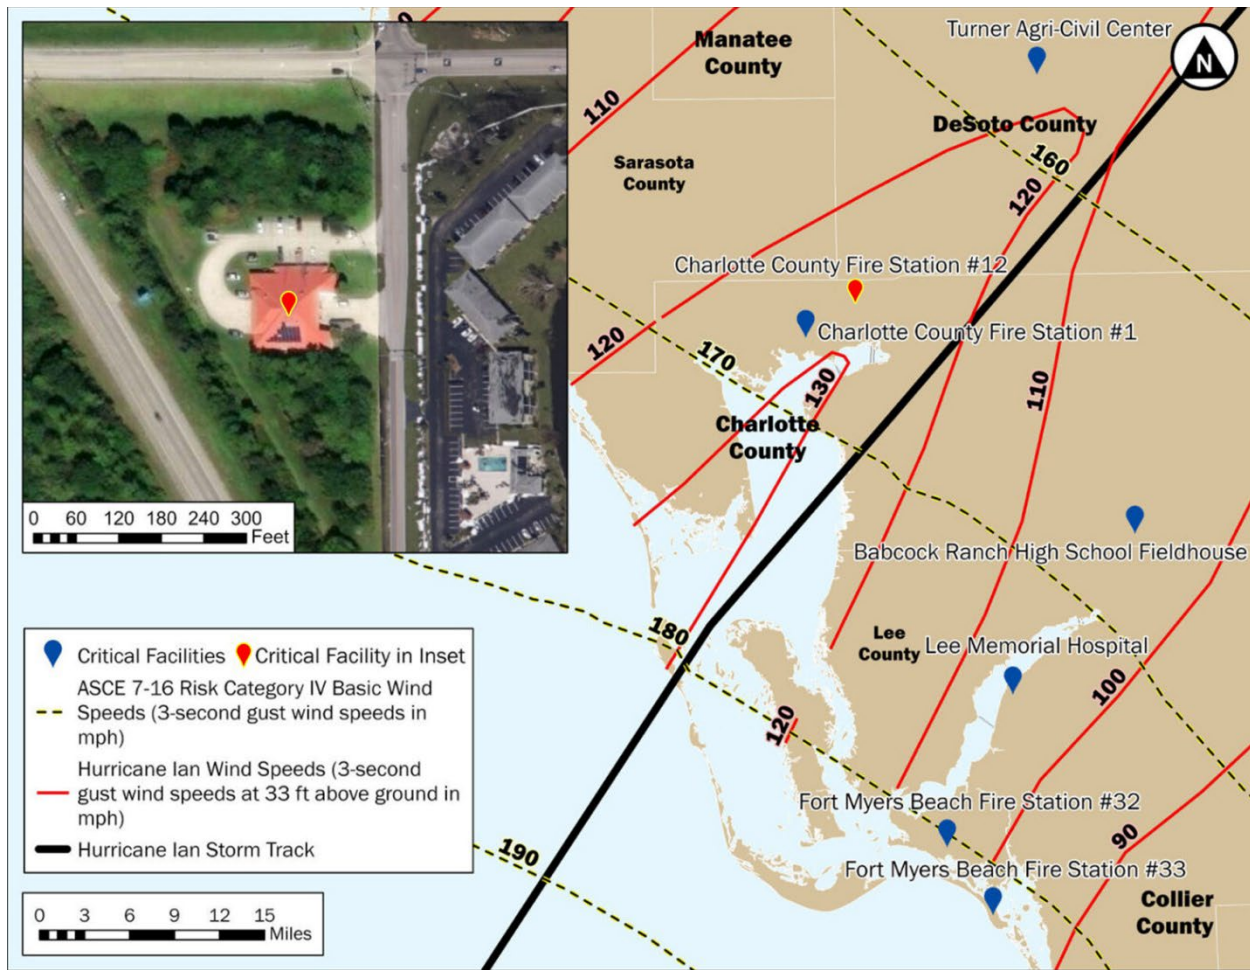 0
110
Manatee
County
Turner Agri-Civil Center
N
DeSoto County
Sarasota
County
160
120
Charlotte County Fire Station #12
Charlotte County Fire Station #1
120
170
130
110
Charlotte
County
0 60 120 180 240 300
Feet
Babcock Ranch High School Fieldhouse
180
Lee
County
Lee Memorial Hospital
100
120
Critical Facilities
Critical Facility in Inset
ASCE 7-16 Risk Category IV Basic Wind
Speeds (3-second gust wind speeds in
mph)
Hurricane Ian Wind Speeds (3-second
gust wind speeds at 33 ft above ground in
mph)
Hurricane Ian Storm Track
Fort Myers Beach Fire Station #32
90
190
Fort Myers Beach Fire Station #33
Collier
County
0 3 6 9 12 15
Miles